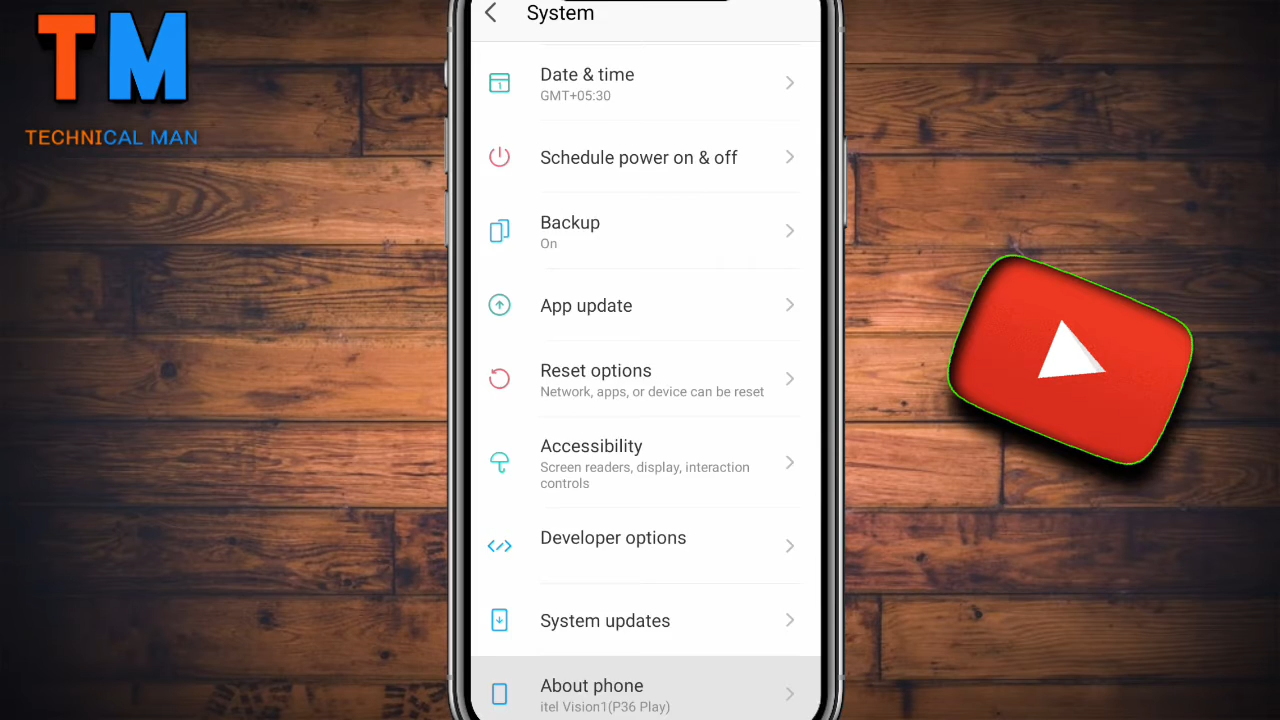 TM
TECHNICAL MAN
System
Date & time
GMT+05:30
Schedule power on & off
Backup
On
App update
Reset options
Network, apps, or device can be reset
Accessibility
Screen readers, display, interaction
controls
Developer options
System updates
About phone
itel Vision1(P36 Play)